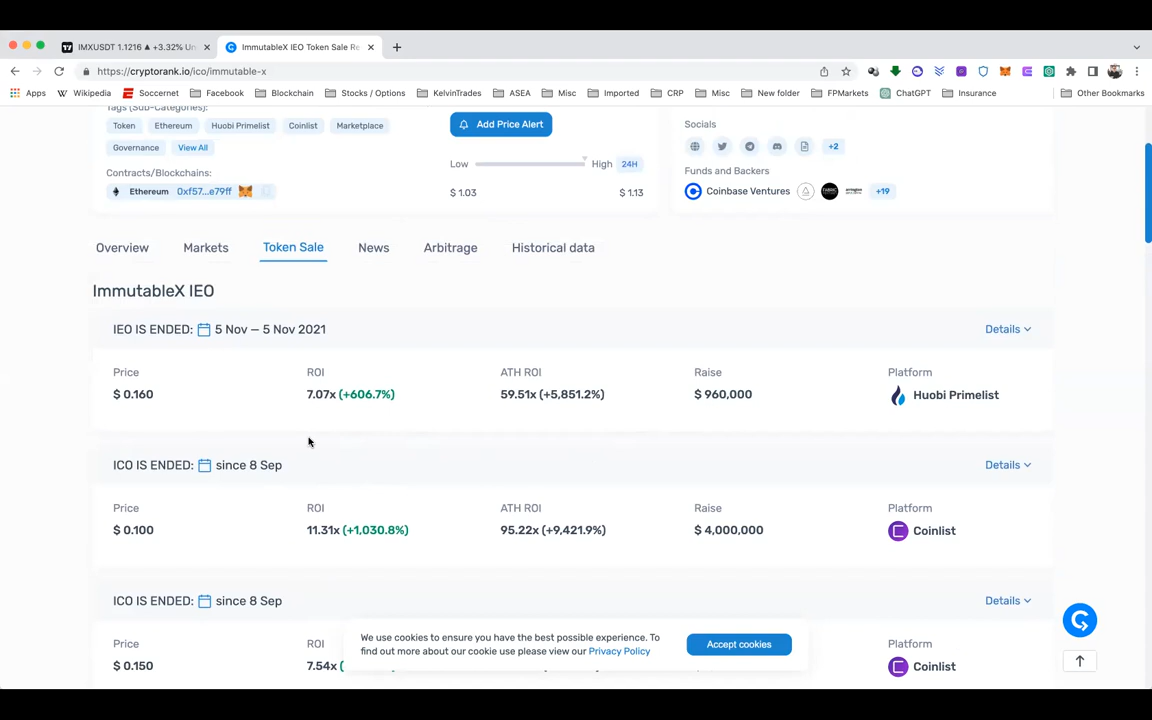 IMXUSDT 1.1216 ▲ +3.32% Un
ImmutableX IEO Token Sale Re
https://cryptorank.io/ico/immutable-x
Apps Wikipedia Soccernet Facebook Blockchain Stocks / Options KelvinTrades ASEA Misc Imported CRP Misc New folder FPMarkets ChatGPT Insurance Other Bookmarks
Tags (Sub-Categories):
Token Ethereum Huobi Primelist Coinlist Marketplace
Governance View All
Contracts/Blockchains:
Ethereum 0xf57...e79ff
Add Price Alert
Low High 24H
$ 1.03 $ 1.13
Socials
+2
Funds and Backers
Coinbase Ventures +19
Overview Markets Token Sale News Arbitrage Historical data
ImmutableX IEO
IEO IS ENDED: 5 Nov — 5 Nov 2021 Details
Price ROI ATH ROI Raise Platform
$ 0.160 7.07x (+606.7%) 59.51x (+5,851.2%) $ 960,000 Huobi Primelist
ICO IS ENDED: since 8 Sep Details
Price ROI ATH ROI Raise Platform
$ 0.100 11.31x (+1,030.8%) 95.22x (+9,421.9%) $ 4,000,000 Coinlist
ICO IS ENDED: since 8 Sep Details
Price ROI Platform
$ 0.150 7.54x ( Coinlist
We use cookies to ensure you have the best possible experience. To
find out more about our cookie use please view our Privacy Policy
Accept cookies